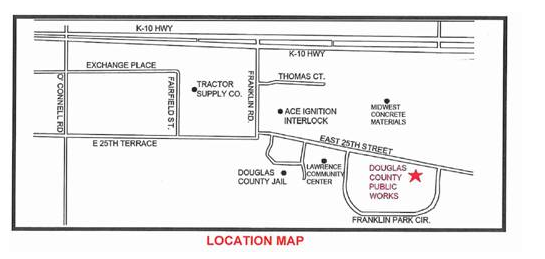 K-10 HWY
K-10 HWY
EXCHANGE PLACE
THOMAS CT.
O'CONNELL RD
FAIRFIELD ST.
FRANKLIN RD
TRACTOR
SUPPLY CO.
ACE IGNITION
INTERLOCK
MIDWEST
CONCRETE
MATERIALS
E 25TH TERRACE
EAST 25TH STREET
DOUGLAS
COUNTY JAIL
LAWRENCE
COMMUNITY
CENTER
DOUGLAS
COUNTY
PUBLIC
WORKS
FRANKLIN PARK CIR.
LOCATION MAP